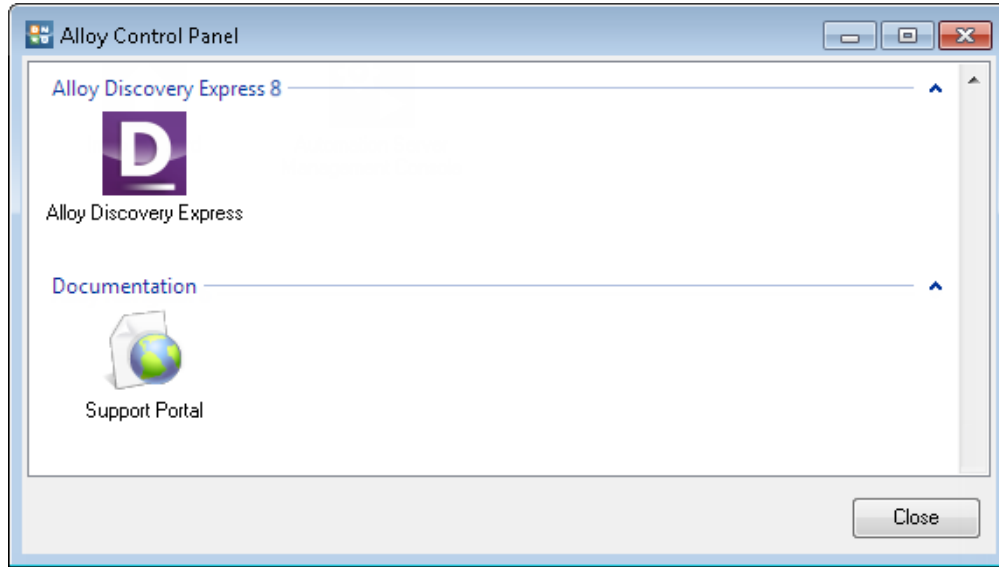 Alloy Control Panel
Alloy Discovery Express 8
D
Alloy Discovery Express
Documentation
Support Portal
Close